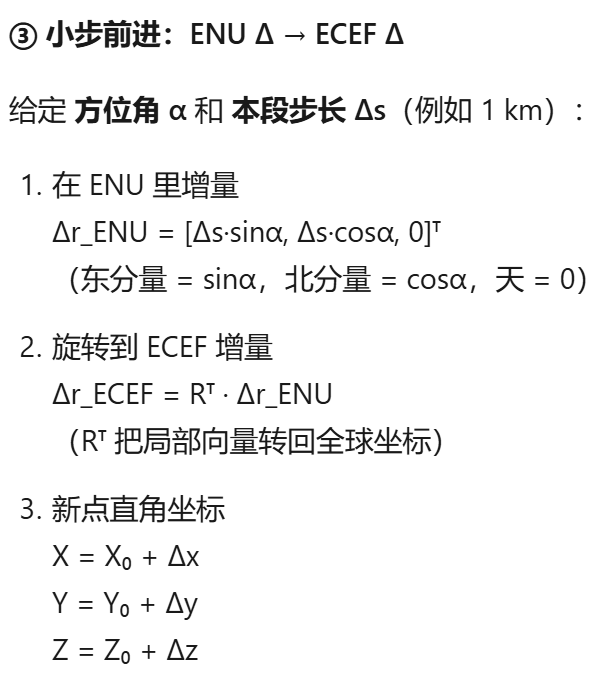 ③ 小步前进：ENU Δ → ECEF Δ
给定 方位角 α 和 本段步长 Δs（例如 1 km）：
1. 在 ENU 里增量
Δr_ENU = [Δs·sinα, Δs·cosα, 0]ᵀ
（东分量 = sinα，北分量 = cosα，天 = 0）
2. 旋转到 ECEF 增量
Δr_ECEF = Rᵀ · Δr_ENU
（Rᵀ 把局部向量转回全球坐标）
3. 新点直角坐标
X = X₀ + Δx
Y = Y₀ + Δy
Z = Z₀ + Δz